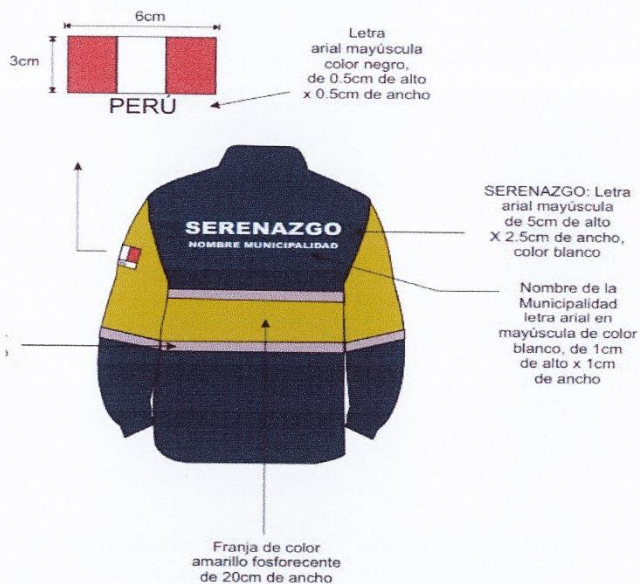 6cm
3cm
PERÚ
Letra
arial mayúscula
color negro,
de 0.5cm de alto
x 0.5cm de ancho
SERENAZGO
NOMBRE MUNICIPALIDAD
SERENAZGO: Letra
arial mayúscula
de 5cm de alto
X 2.5cm de ancho,
color blanco
Nombre de la
Municipalidad
letra arial en
mayúscula de color
blanco, de 1cm
de alto x 1cm
de ancho
Franja de color
amarillo fosforecente
de 20cm de ancho